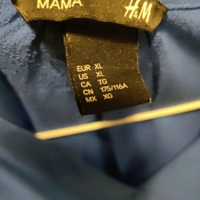 MAMA H&M
EUR XL
US XL
CA TG
CN 175/116A
MX XG